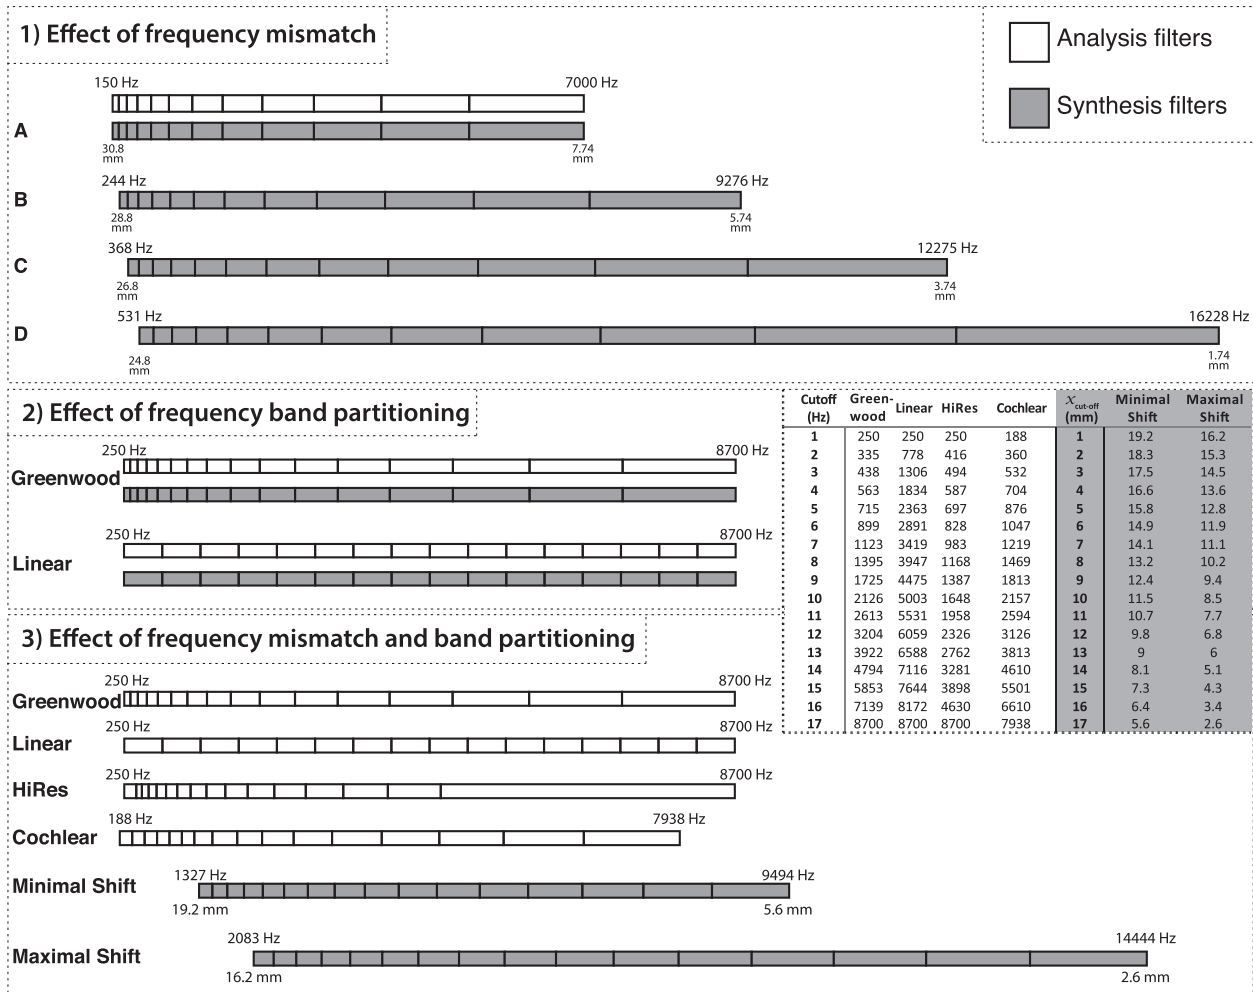 1) Effect of frequency mismatch
Analysis filters
Synthesis filters
150 Hz 7000 Hz
A
30.8 mm 7.74 mm
244 Hz 9276 Hz
B
28.8 mm 5.74 mm
368 Hz 12275 Hz
C
26.8 mm 3.74 mm
531 Hz 16228 Hz
D
24.8 mm 1.74 mm
2) Effect of frequency band partitioning
250 Hz 8700 Hz
Greenwood
250 Hz 8700 Hz
Linear
Cutoff (Hz) Green-wood Linear HiRes Cochlear x cut-off (mm) Minimal Shift Maximal Shift
1 250 250 250 188 1 19.2 16.2
2 335 778 416 360 2 18.3 15.3
3 438 1306 494 532 3 17.5 14.5
4 563 1834 587 704 4 16.6 13.6
5 715 2363 697 876 5 15.8 12.8
6 899 2891 828 1047 6 14.9 11.9
7 1123 3419 983 1219 7 14.1 11.1
8 1395 3947 1168 1469 8 13.2 10.2
9 1725 4475 1387 1813 9 12.4 9.4
10 2126 5003 1648 2157 10 11.5 8.5
11 2613 5531 1958 2594 11 10.7 7.7
12 3204 6059 2326 3126 12 9.8 6.8
13 3922 6588 2762 3813 13 9 6
14 4794 7116 3281 4610 14 8.1 5.1
15 5853 7644 3898 5501 15 7.3 4.3
16 7139 8172 4630 6610 16 6.4 3.4
17 8700 8700 8700 7938 17 5.6 2.6
3) Effect of frequency mismatch and band partitioning
250 Hz 8700 Hz
Greenwood
250 Hz 8700 Hz
Linear
250 Hz 8700 Hz
HiRes
188 Hz 7938 Hz
Cochlear
1327 Hz 9494 Hz
Minimal Shift
19.2 mm 5.6 mm
2083 Hz 14444 Hz
Maximal Shift
16.2 mm 2.6 mm